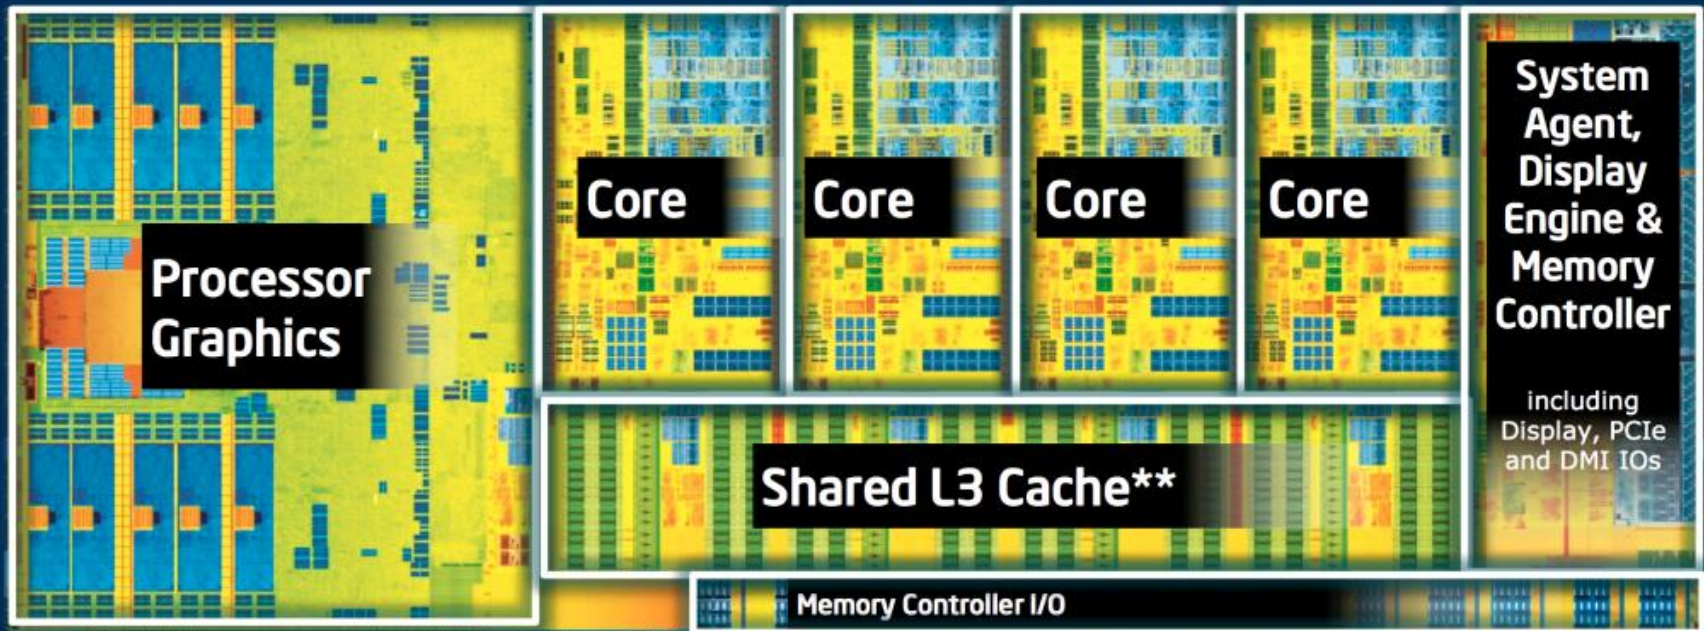 Processor
Graphics
Core
Core
Core
Core
System
Agent,
Display
Engine &
Memory
Controller
including
Display, PCIe
and DMI IOs
Shared L3 Cache**
Memory Controller I/O